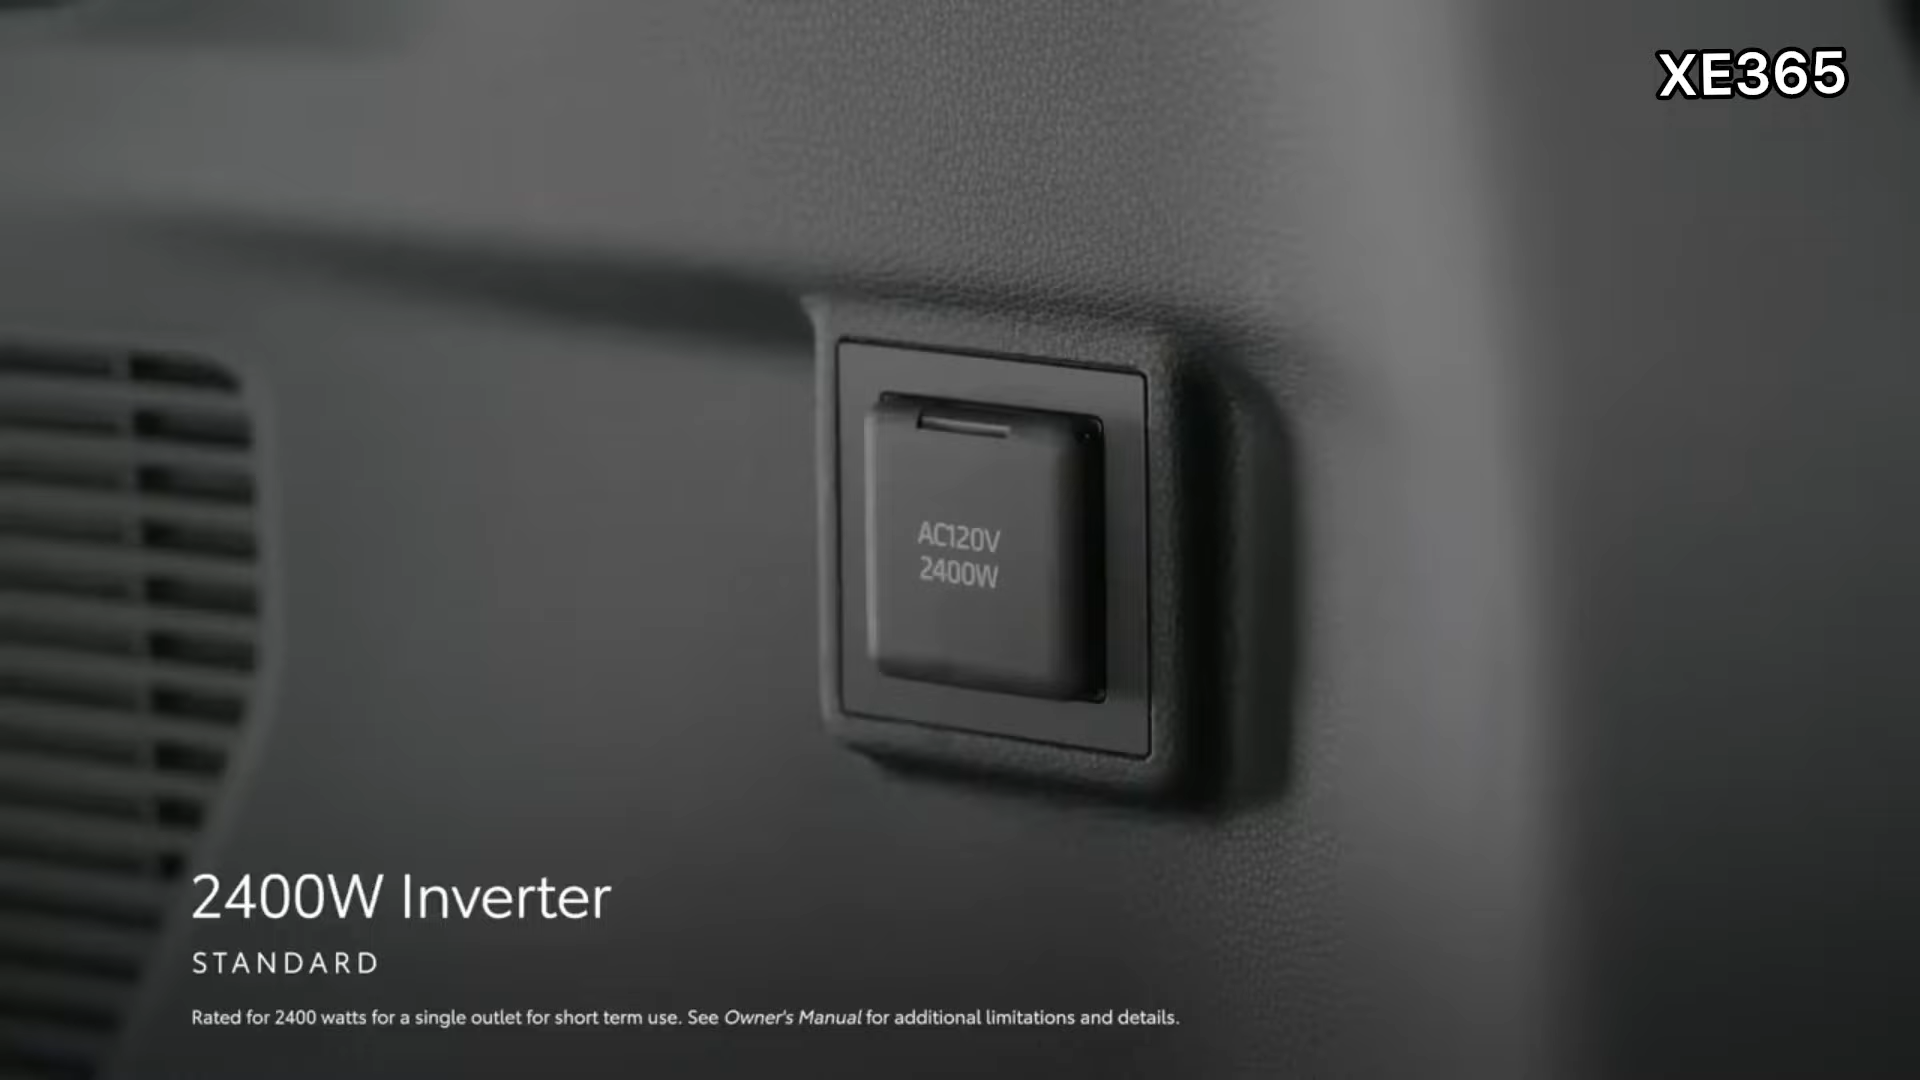 XE365
AC120V
2400W
2400W Inverter
STANDARD
Rated for 2400 watts for a single outlet for short term use. See Owner's Manual for additional limitations and details.